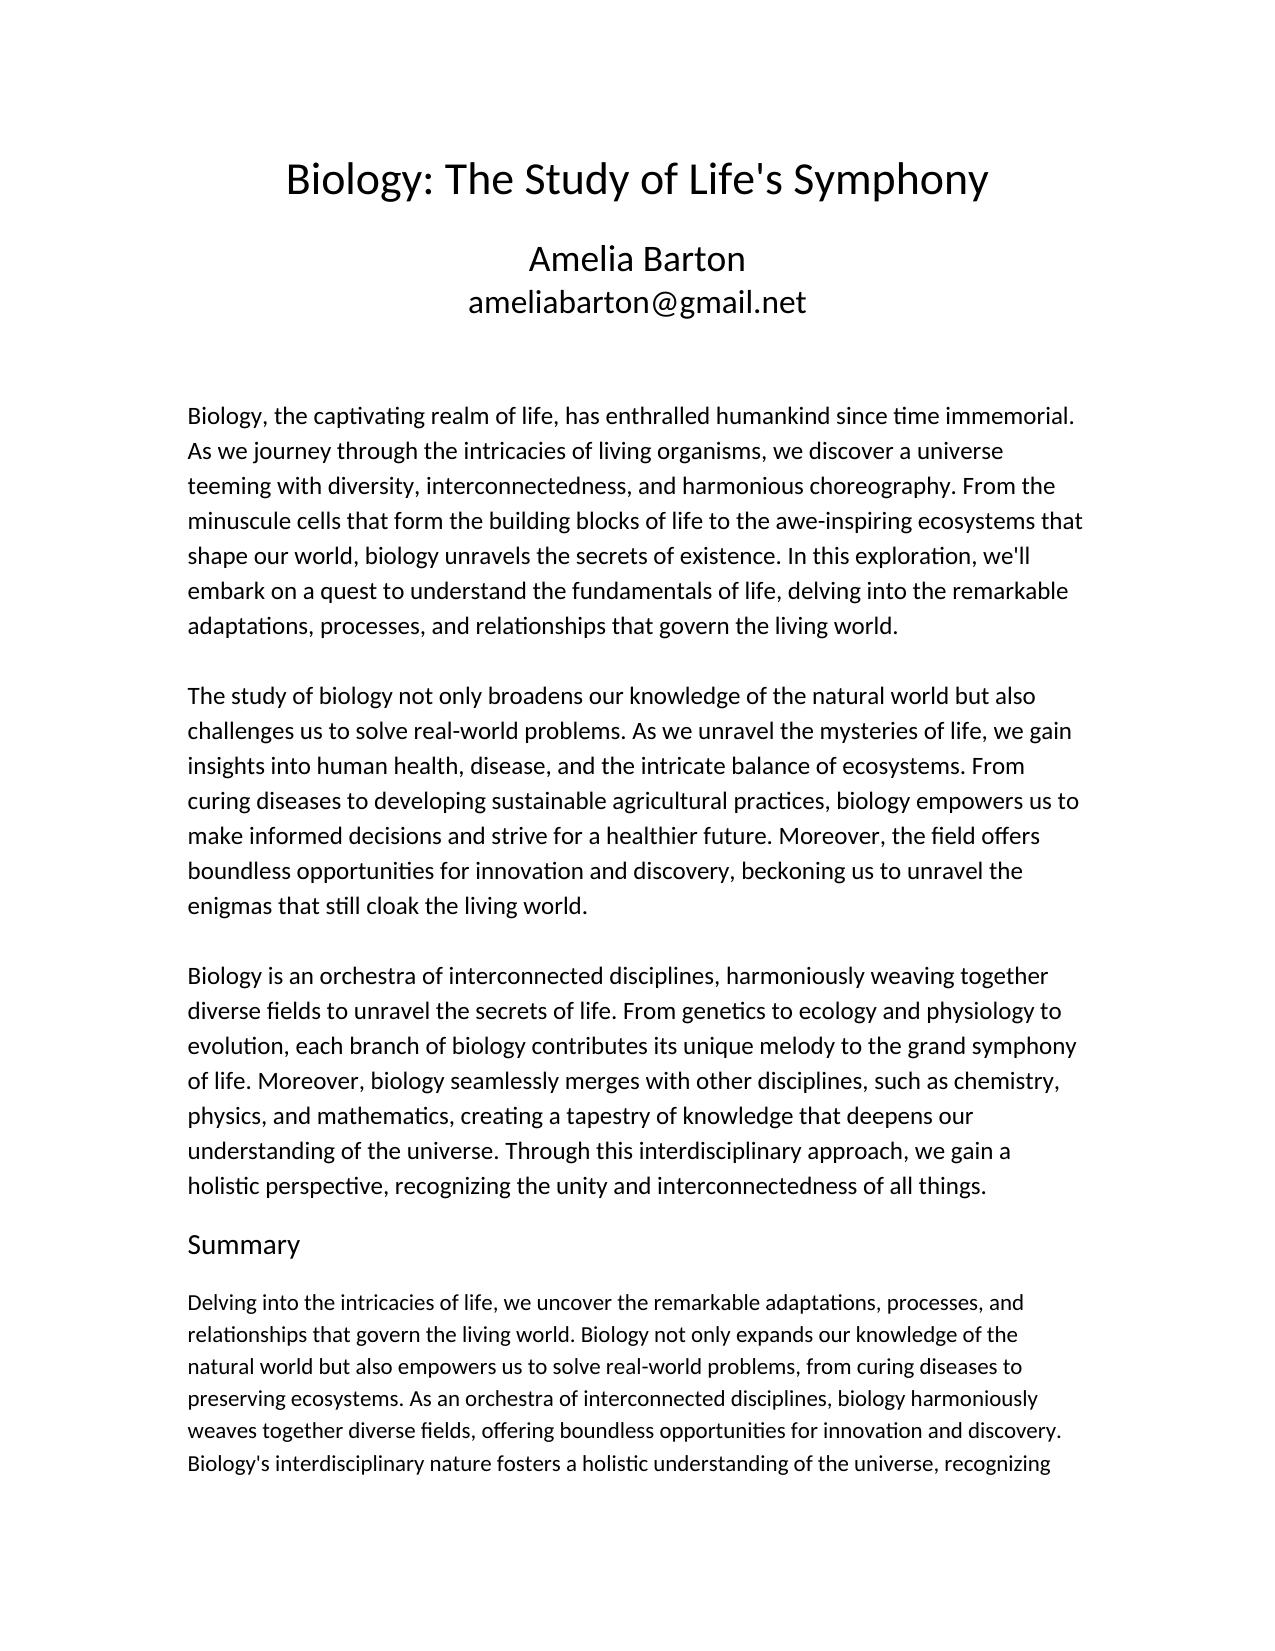 Biology: The Study of Life's Symphony
Amelia Barton
ameliabarton@gmail.net
Biology, the captivating realm of life, has enthralled humankind since time immemorial.
As we journey through the intricacies of living organisms, we discover a universe
teeming with diversity, interconnectedness, and harmonious choreography. From the
minuscule cells that form the building blocks of life to the awe-inspiring ecosystems that
shape our world, biology unravels the secrets of existence. In this exploration, we'll
embark on a quest to understand the fundamentals of life, delving into the remarkable
adaptations, processes, and relationships that govern the living world.
The study of biology not only broadens our knowledge of the natural world but also
challenges us to solve real-world problems. As we unravel the mysteries of life, we gain
insights into human health, disease, and the intricate balance of ecosystems. From
curing diseases to developing sustainable agricultural practices, biology empowers us to
make informed decisions and strive for a healthier future. Moreover, the field offers
boundless opportunities for innovation and discovery, beckoning us to unravel the
enigmas that still cloak the living world.
Biology is an orchestra of interconnected disciplines, harmoniously weaving together
diverse fields to unravel the secrets of life. From genetics to ecology and physiology to
evolution, each branch of biology contributes its unique melody to the grand symphony
of life. Moreover, biology seamlessly merges with other disciplines, such as chemistry,
physics, and mathematics, creating a tapestry of knowledge that deepens our
understanding of the universe. Through this interdisciplinary approach, we gain a
holistic perspective, recognizing the unity and interconnectedness of all things.
Summary
Delving into the intricacies of life, we uncover the remarkable adaptations, processes, and
relationships that govern the living world. Biology not only expands our knowledge of the
natural world but also empowers us to solve real-world problems, from curing diseases to
preserving ecosystems. As an orchestra of interconnected disciplines, biology harmoniously
weaves together diverse fields, offering boundless opportunities for innovation and discovery.
Biology's interdisciplinary nature fosters a holistic understanding of the universe, recognizing